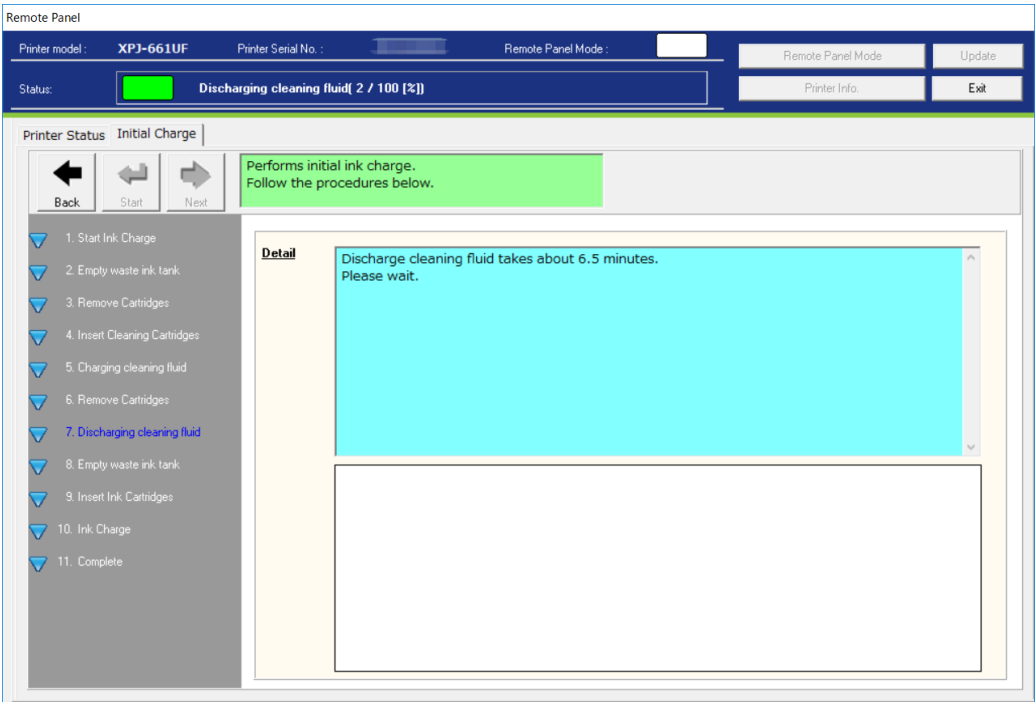 Remote Panel
Printer model : XPJ-661UF Printer Serial No. : Remote Panel Mode : Remote Panel Mode Update
Status: Discharging cleaning fluid( 2 / 100 [%]) Printer Info. Exit
Printer Status Initial Charge
Back Start Next
Performs initial ink charge.
Follow the procedures below.
1. Start Ink Charge
2. Empty waste ink tank
3. Remove Cartridges
4. Insert Cleaning Cartridges
5. Charging cleaning fluid
6. Remove Cartridges
7. Discharging cleaning fluid
8. Empty waste ink tank
9. Insert Ink Cartridges
10. Ink Charge
11. Complete
Detail
Discharge cleaning fluid takes about 6.5 minutes.
Please wait.